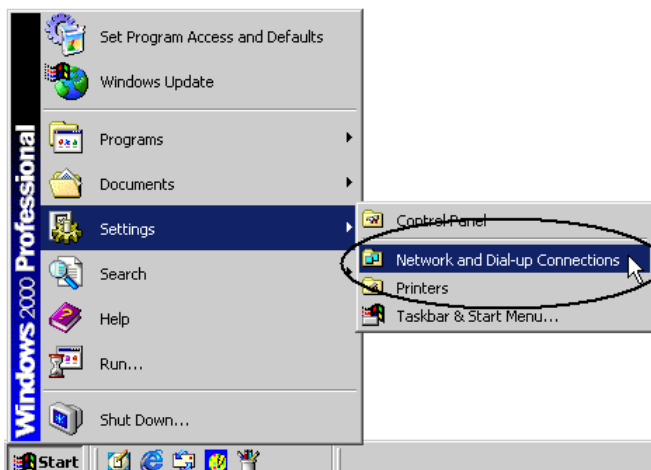 Windows 2000 Professional
Set Program Access and Defaults
Windows Update
Programs
Documents
Settings
Search
Help
Run...
Shut Down...
Control Panel
Network and Dial-up Connections
Printers
Taskbar & Start Menu...
Start